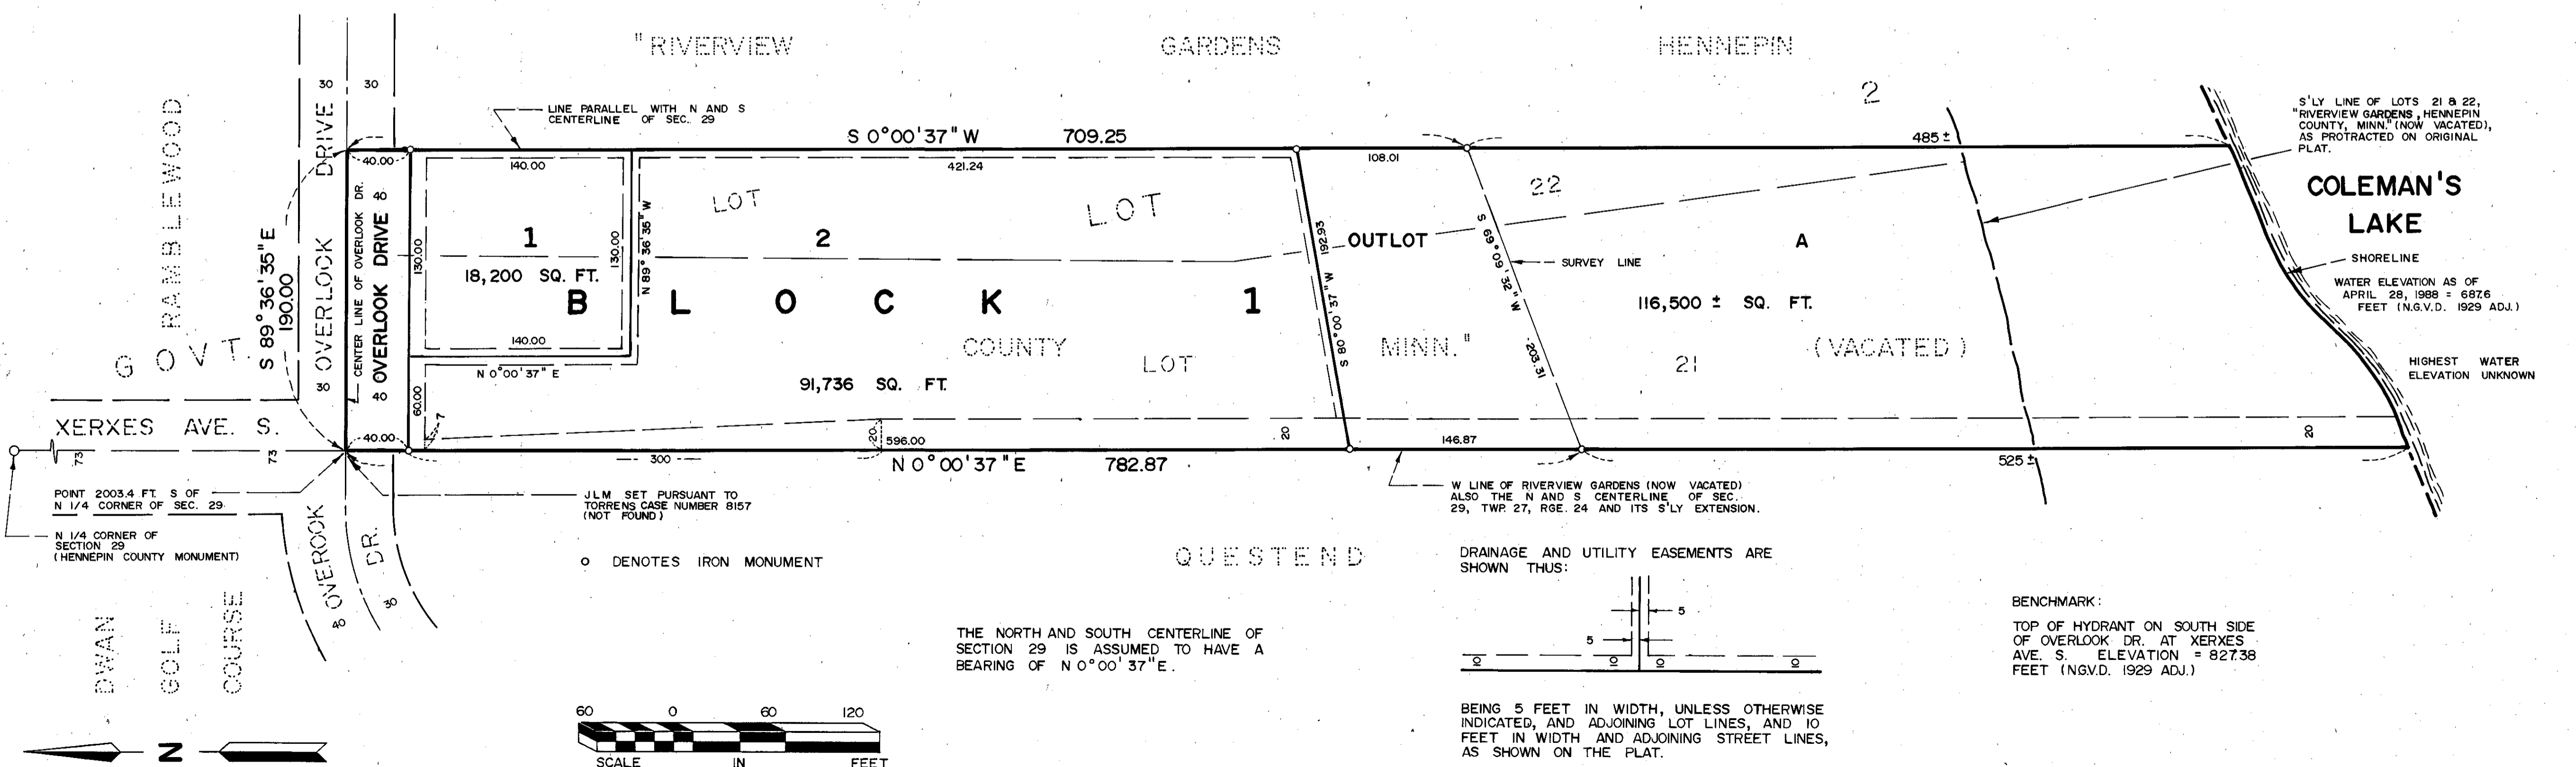 "RIVERVIEW GARDENS HENNEPIN
2
RAMBLEWOOD
GOVT.
30 30
OVERLOOK DRIVE
30
S 89°36'35" E
190.00
CENTER LINE OF OVERLOOK DR.
OVERLOOK DRIVE
40
40
40.00
40.00
LINE PARALLEL WITH N AND S
CENTERLINE OF SEC. 29
S 0°00'37" W 709.25
140.00
421.24
108.01
485±
130.00
130.00
N 89°36'35" W
1
18,200 SQ. FT.
140.00
N 0°00'37" E
60.00
7
LOT
LOT
2
BLOCK 1
COUNTY
LOT
91,736 SQ. FT.
192.93
S 80°00'37" W
OUTLOT A
22
S 69°09'32" W
203.31
SURVEY LINE
116,500 ± SQ. FT.
MINN."
21
(VACATED)
20
596.00
20
146.87
20
300
N 0°00'37" E 782.87
525±
S'LY LINE OF LOTS 21 & 22,
"RIVERVIEW GARDENS, HENNEPIN
COUNTY, MINN." (NOW VACATED),
AS PROTRACTED ON ORIGINAL
PLAT.
COLEMAN'S
LAKE
SHORELINE
WATER ELEVATION AS OF
APRIL 28, 1988 = 687.6
FEET (N.G.V.D. 1929 ADJ.)
HIGHEST WATER
ELEVATION UNKNOWN
XERXES AVE. S.
73
73
POINT 2003.4 FT. S OF
N 1/4 CORNER OF SEC. 29
N 1/4 CORNER OF
SECTION 29
(HENNEPIN COUNTY MONUMENT)
OVEROOK DR.
40
30
JLM SET PURSUANT TO
TORRENS CASE NUMBER 8157
(NOT FOUND)
o DENOTES IRON MONUMENT
W LINE OF RIVERVIEW GARDENS (NOW VACATED)
ALSO THE N AND S CENTERLINE OF SEC.
29, TWP. 27, RGE. 24 AND ITS S'LY EXTENSION.
QUESTEND
DWAN
GOLF
COURSE
THE NORTH AND SOUTH CENTERLINE OF
SECTION 29 IS ASSUMED TO HAVE A
BEARING OF N 0°00'37"E.
DRAINAGE AND UTILITY EASEMENTS ARE
SHOWN THUS:
5
5
10 10 10 10
BEING 5 FEET IN WIDTH, UNLESS OTHERWISE
INDICATED, AND ADJOINING LOT LINES, AND 10
FEET IN WIDTH AND ADJOINING STREET LINES,
AS SHOWN ON THE PLAT.
BENCHMARK:
TOP OF HYDRANT ON SOUTH SIDE
OF OVERLOOK DR. AT XERXES
AVE. S. ELEVATION = 827.38
FEET (N.G.V.D. 1929 ADJ.)
N
60 0 60 120
SCALE IN FEET